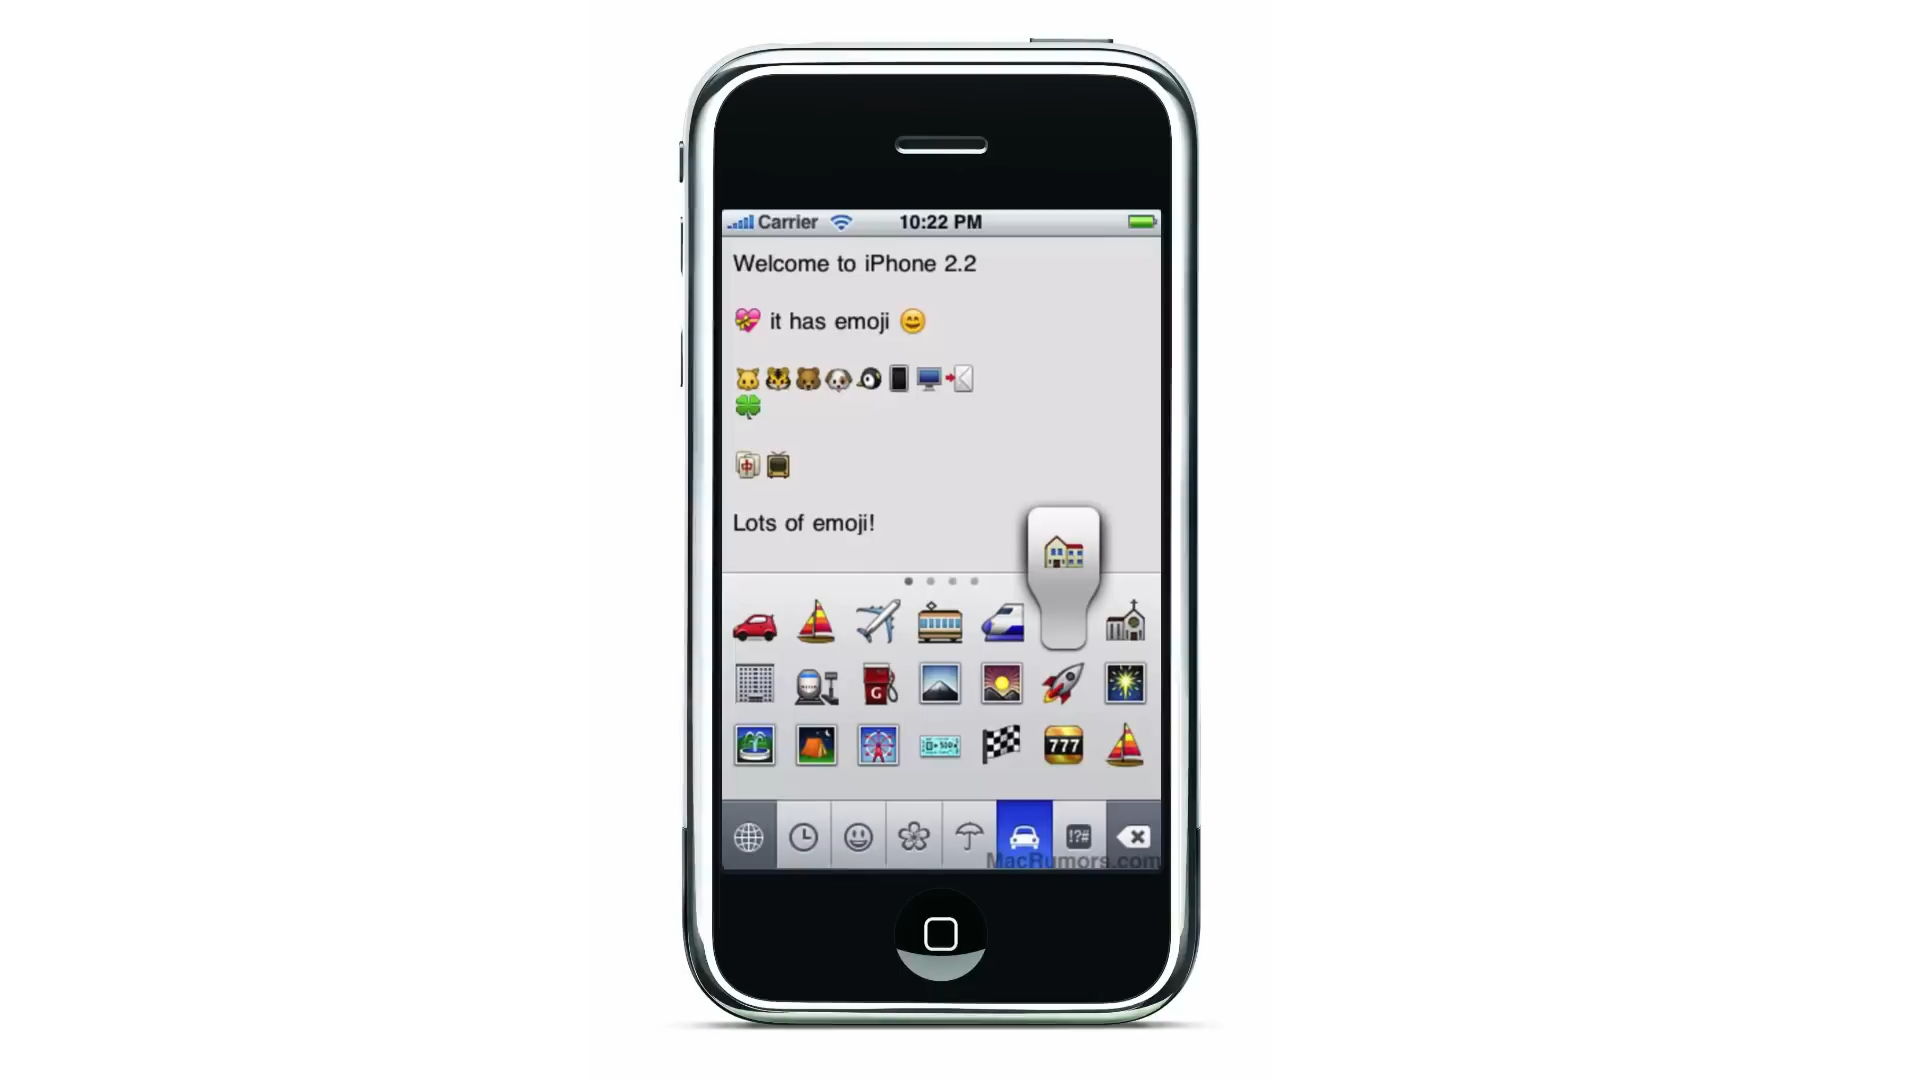 Carrier 10:22 PM
Welcome to iPhone 2.2
💝 it has emoji 😄
🐱🐯🐻🐶🐧📱🖥📲
🍀
🀄📺
Lots of emoji!
G
777
!?#
MacRumors.com